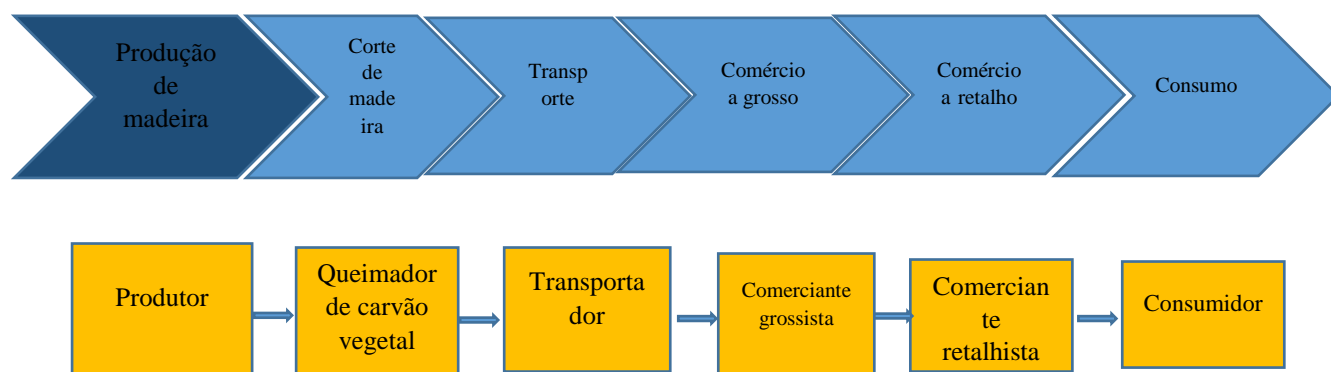 Produção
de
madeira
Corte
de
made
ira
Transp
orte
Comércio
a grosso
Comércio
a retalho
Consumo
Produtor
Queimador
de carvão
vegetal
Transporta
dor
Comerciante
grossista
Comercian
te
retalhista
Consumidor